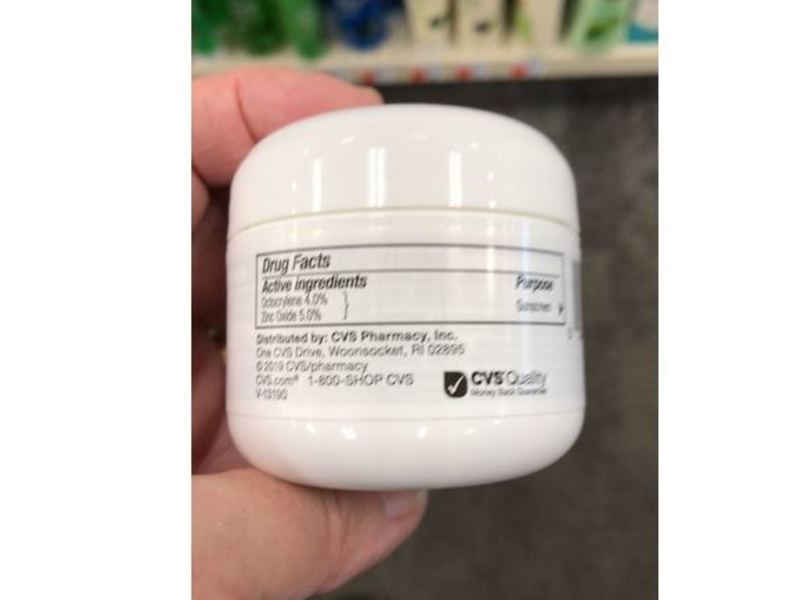 Drug Facts
Active ingredients Purpose
Octocrylene 4.0%
Zinc Oxide 5.0% Sunscreen
Distributed by: CVS Pharmacy, Inc.
One CVS Drive, Woonsocket, RI 02895
© 2019 CVS/pharmacy
CVS.com® 1-800-SHOP CVS
V-13190
CVS Quality
Money Back Guarantee